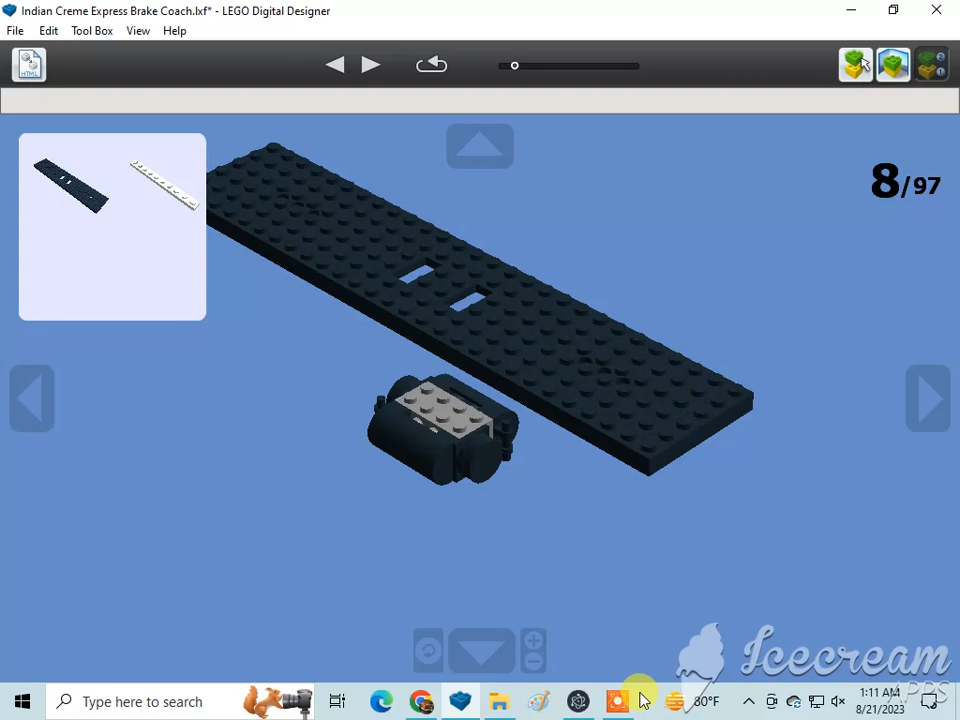 Indian Creme Express Brake Coach.lxf* - LEGO Digital Designer
File Edit Tool Box View Help
HTML
8/97
Type here to search
80°F
1:11 AM
8/21/2023
Icecream
APPS